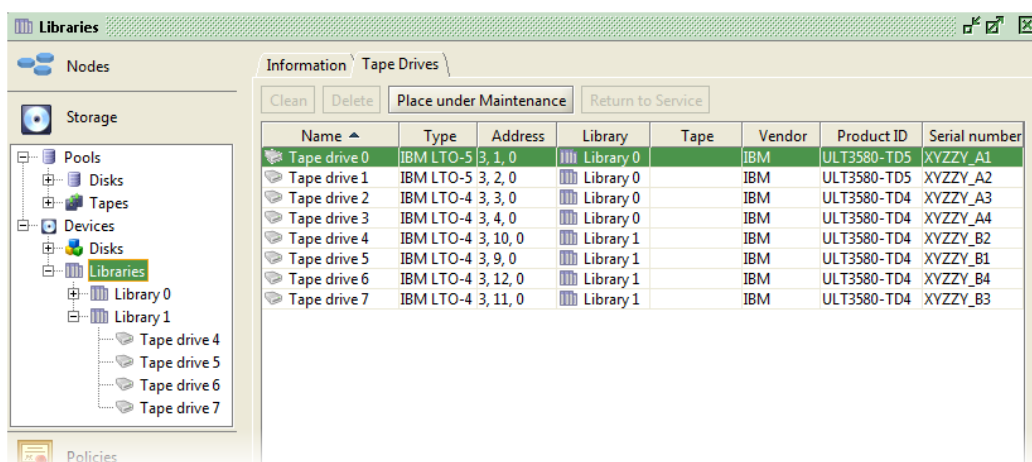 Libraries
Nodes
Storage
Pools
Disks
Tapes
Devices
Disks
Libraries
Library 0
Library 1
Tape drive 4
Tape drive 5
Tape drive 6
Tape drive 7
Policies
Information Tape Drives
Clean Delete Place under Maintenance Return to Service
Name Type Address Library Tape Vendor Product ID Serial number
Tape drive 0 IBM LTO-5 3, 1, 0 Library 0 IBM ULT3580-TD5 XYZZY_A1
Tape drive 1 IBM LTO-5 3, 2, 0 Library 0 IBM ULT3580-TD5 XYZZY_A2
Tape drive 2 IBM LTO-4 3, 3, 0 Library 0 IBM ULT3580-TD4 XYZZY_A3
Tape drive 3 IBM LTO-4 3, 4, 0 Library 0 IBM ULT3580-TD4 XYZZY_A4
Tape drive 4 IBM LTO-4 3, 10, 0 Library 1 IBM ULT3580-TD4 XYZZY_B2
Tape drive 5 IBM LTO-4 3, 9, 0 Library 1 IBM ULT3580-TD4 XYZZY_B1
Tape drive 6 IBM LTO-4 3, 12, 0 Library 1 IBM ULT3580-TD4 XYZZY_B4
Tape drive 7 IBM LTO-4 3, 11, 0 Library 1 IBM ULT3580-TD4 XYZZY_B3